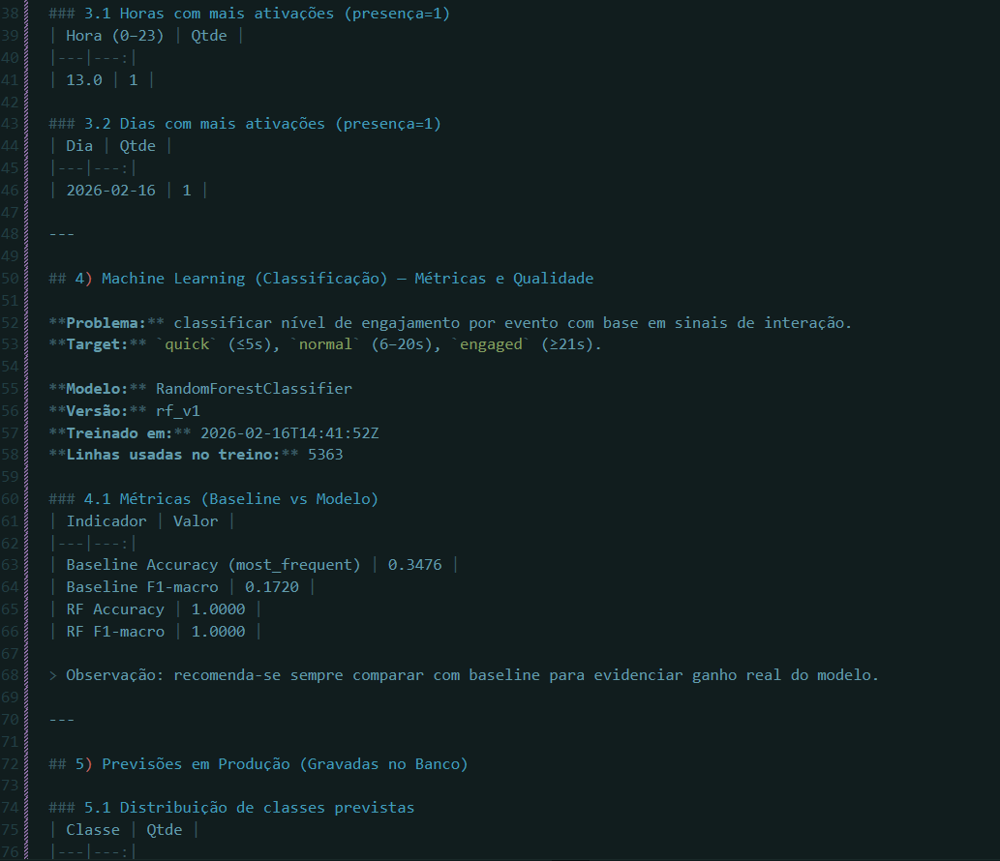 38 ### 3.1 Horas com mais ativações (presença=1)
39 | Hora (0–23) | Qtde |
40 |---|---:|
41 | 13.0 | 1 |
42
43 ### 3.2 Dias com mais ativações (presença=1)
44 | Dia | Qtde |
45 |---|---:|
46 | 2026-02-16 | 1 |
47
48 ---
49
50 ## 4) Machine Learning (Classificação) — Métricas e Qualidade
51
52 **Problema:** classificar nível de engajamento por evento com base em sinais de interação.
53 **Target:** `quick` (≤5s), `normal` (6–20s), `engaged` (≥21s).
54
55 **Modelo:** RandomForestClassifier
56 **Versão:** rf_v1
57 **Treinado em:** 2026-02-16T14:41:52Z
58 **Linhas usadas no treino:** 5363
59
60 ### 4.1 Métricas (Baseline vs Modelo)
61 | Indicador | Valor |
62 |---|---:|
63 | Baseline Accuracy (most_frequent) | 0.3476 |
64 | Baseline F1-macro | 0.1720 |
65 | RF Accuracy | 1.0000 |
66 | RF F1-macro | 1.0000 |
67
68 > Observação: recomenda-se sempre comparar com baseline para evidenciar ganho real do modelo.
69
70 ---
71
72 ## 5) Previsões em Produção (Gravadas no Banco)
73
74 ### 5.1 Distribuição de classes previstas
75 | Classe | Qtde |
76 |---|---:|